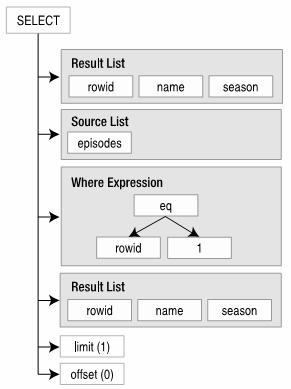 SELECT
Result List
rowid name season
Source List
episodes
Where Expression
eq
rowid 1
Result List
rowid name season
limit (1)
offset (0)